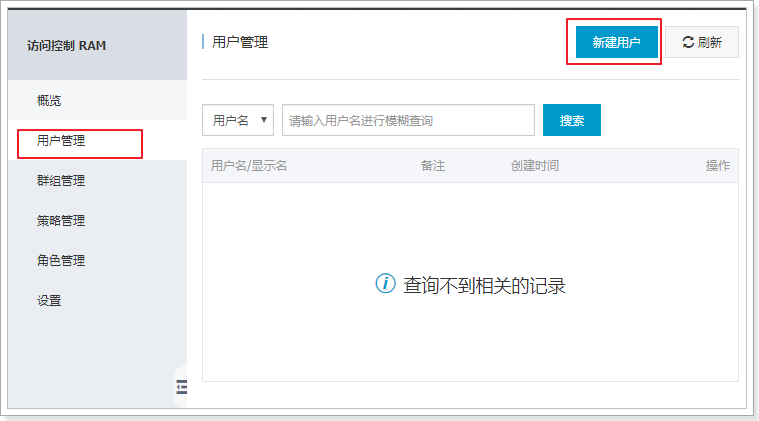 访问控制 RAM
概览
用户管理
群组管理
策略管理
角色管理
设置
用户管理
新建用户
刷新
用户名
请输入用户名进行模糊查询
搜索
用户名/显示名 备注 创建时间 操作
查询不到相关的记录